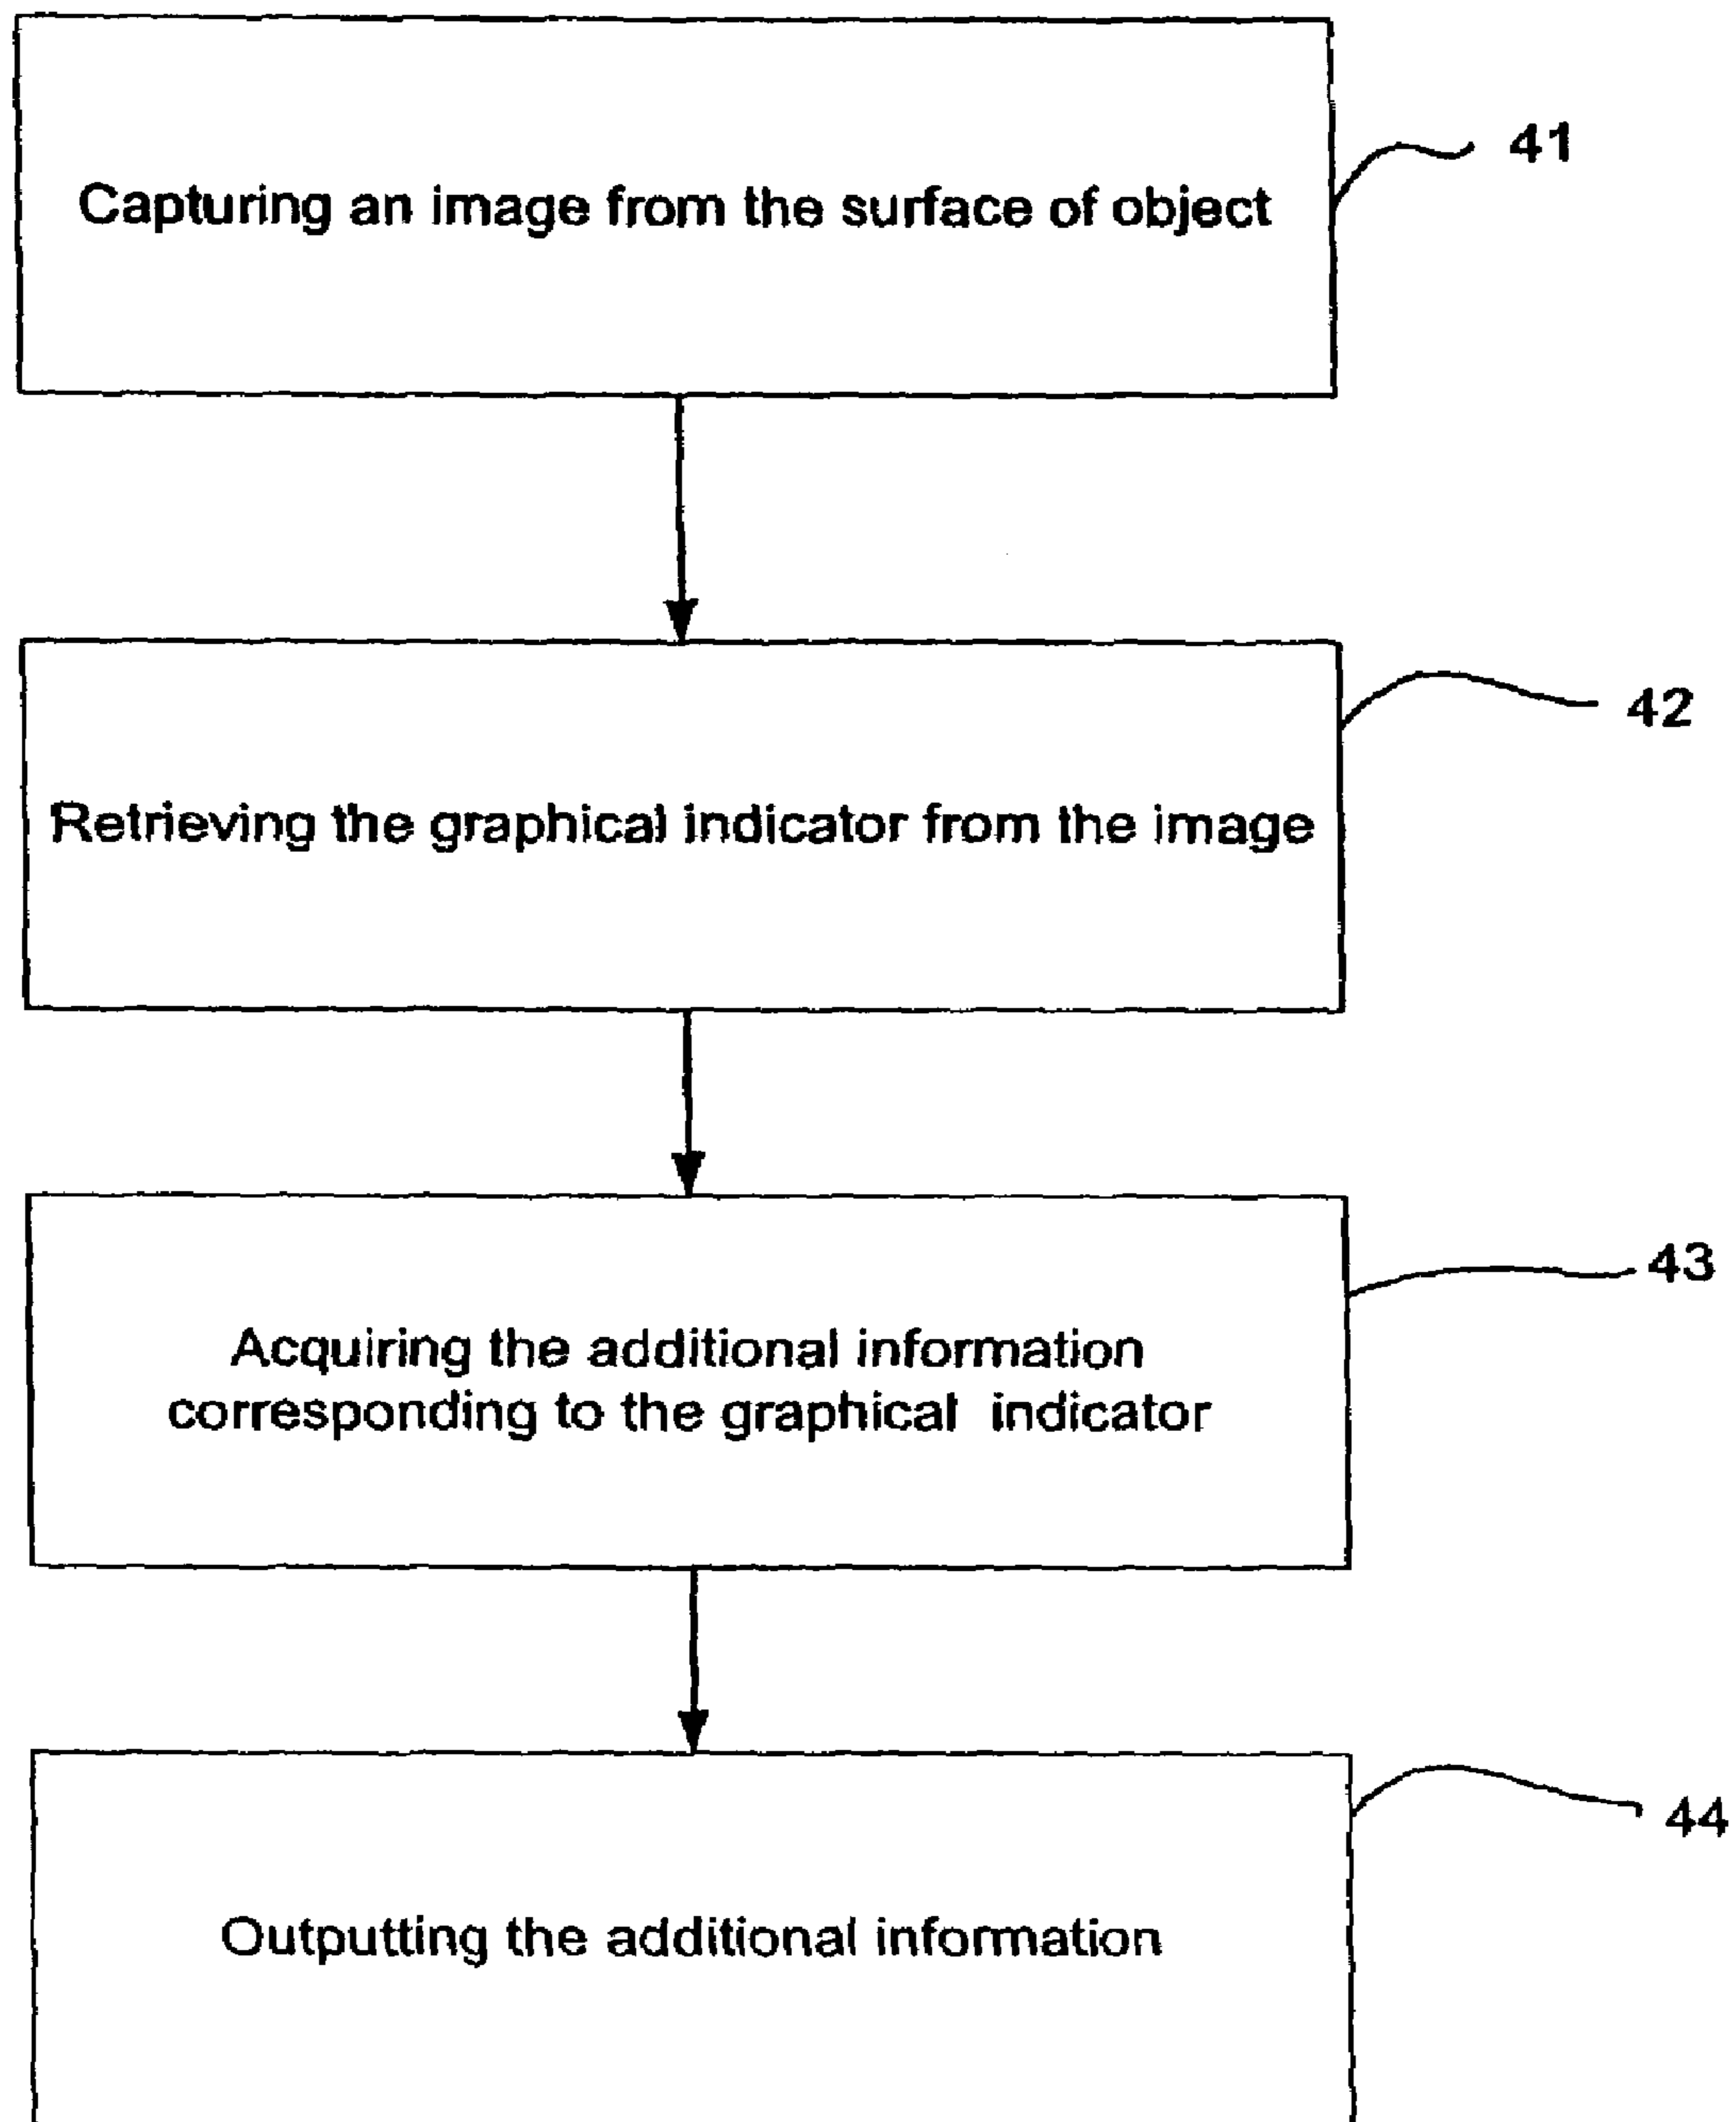 Capturing an image from the surface of object
41
Retrieving the graphical indicator from the image
42
Acquiring the additional information
corresponding to the graphical indicator
43
Outputting the additional information
44